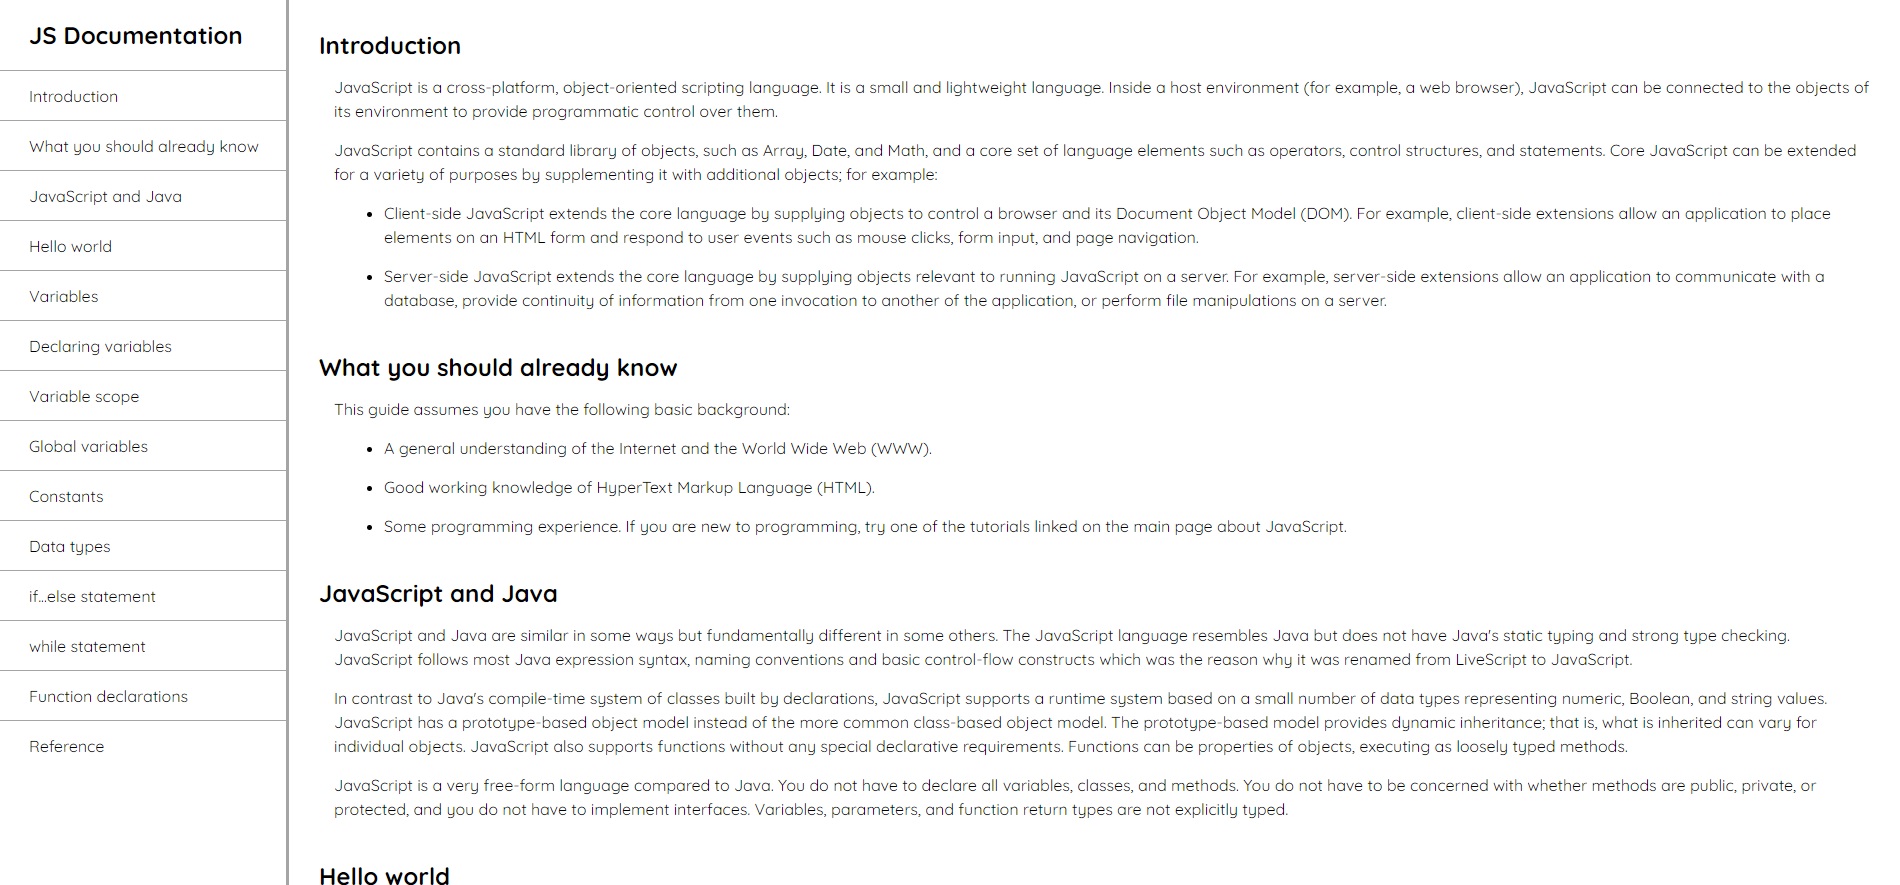 JS Documentation
Introduction
What you should already know
JavaScript and Java
Hello world
Variables
Declaring variables
Variable scope
Global variables
Constants
Data types
if...else statement
while statement
Function declarations
Reference
Introduction
JavaScript is a cross-platform, object-oriented scripting language. It is a small and lightweight language. Inside a host environment (for example, a web browser), JavaScript can be connected to the objects of
its environment to provide programmatic control over them.
JavaScript contains a standard library of objects, such as Array, Date, and Math, and a core set of language elements such as operators, control structures, and statements. Core JavaScript can be extended
for a variety of purposes by supplementing it with additional objects; for example:
• Client-side JavaScript extends the core language by supplying objects to control a browser and its Document Object Model (DOM). For example, client-side extensions allow an application to place
elements on an HTML form and respond to user events such as mouse clicks, form input, and page navigation.
• Server-side JavaScript extends the core language by supplying objects relevant to running JavaScript on a server. For example, server-side extensions allow an application to communicate with a
database, provide continuity of information from one invocation to another of the application, or perform file manipulations on a server.
What you should already know
This guide assumes you have the following basic background:
• A general understanding of the Internet and the World Wide Web (WWW).
• Good working knowledge of HyperText Markup Language (HTML).
• Some programming experience. If you are new to programming, try one of the tutorials linked on the main page about JavaScript.
JavaScript and Java
JavaScript and Java are similar in some ways but fundamentally different in some others. The JavaScript language resembles Java but does not have Java's static typing and strong type checking.
JavaScript follows most Java expression syntax, naming conventions and basic control-flow constructs which was the reason why it was renamed from LiveScript to JavaScript.
In contrast to Java's compile-time system of classes built by declarations, JavaScript supports a runtime system based on a small number of data types representing numeric, Boolean, and string values.
JavaScript has a prototype-based object model instead of the more common class-based object model. The prototype-based model provides dynamic inheritance; that is, what is inherited can vary for
individual objects. JavaScript also supports functions without any special declarative requirements. Functions can be properties of objects, executing as loosely typed methods.
JavaScript is a very free-form language compared to Java. You do not have to declare all variables, classes, and methods. You do not have to be concerned with whether methods are public, private, or
protected, and you do not have to implement interfaces. Variables, parameters, and function return types are not explicitly typed.
Hello world